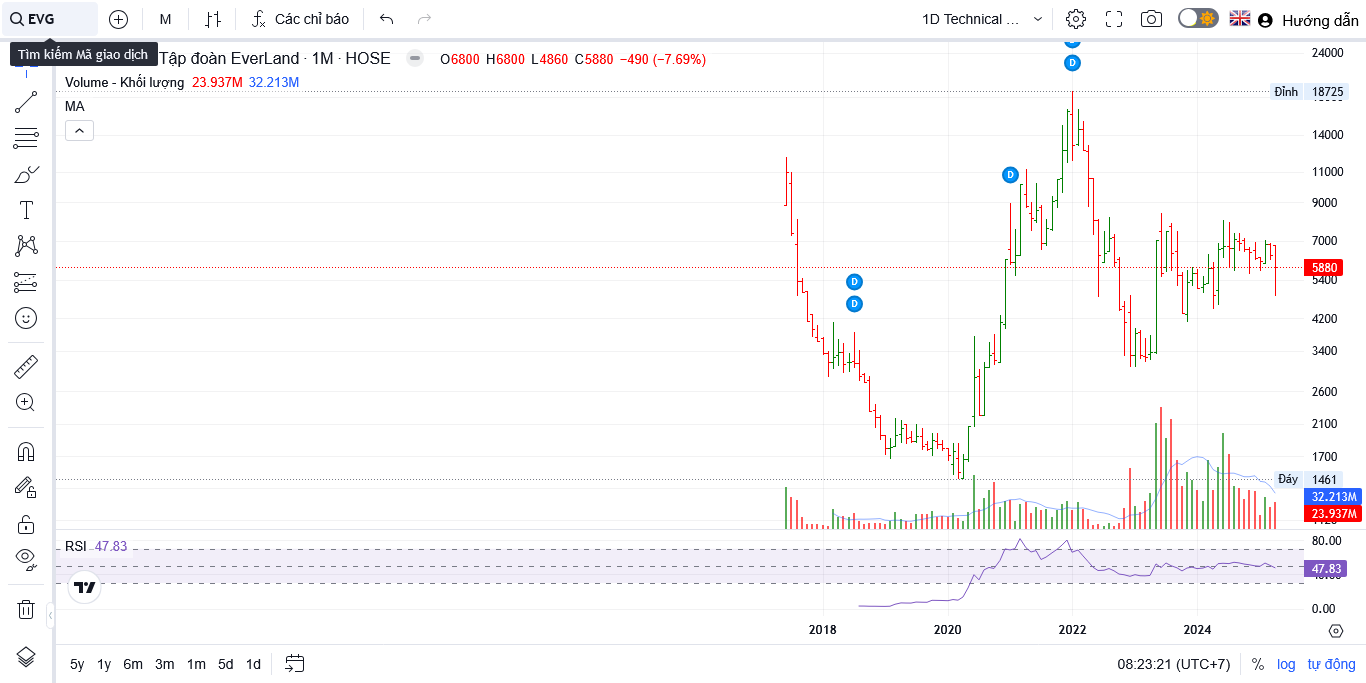 EVG
M
Các chỉ báo
1D Technical ...
Hướng dẫn
Tìm kiếm Mã giao dịch
Tập đoàn EverLand · 1M · HOSE
O6800 H6800 L4860 C5880 −490 (−7.69%)
Volume - Khối lượng 23.937M 32.213M
MA
D
D
D
D
D
24000
Đỉnh 18725
14000
11000
9000
7000
5880
5400
4200
3400
2600
2100
1700
Đáy 1461
32.213M
23.937M
RSI 47.83
80.00
47.83
0.00
2018 2020 2022 2024
5y 1y 6m 3m 1m 5d 1d
08:23:21 (UTC+7) % log tự động